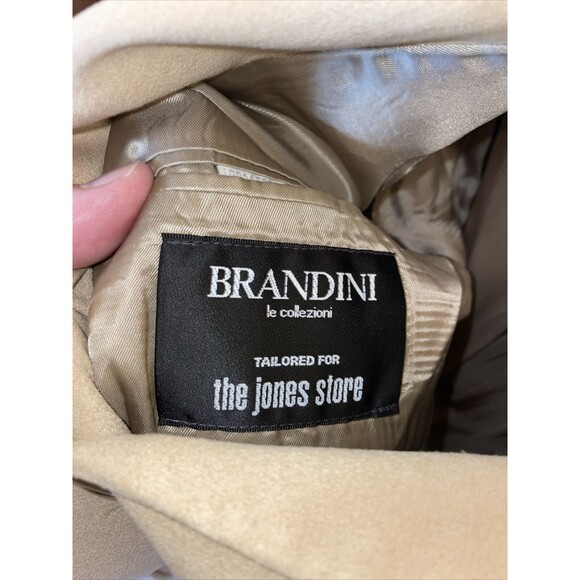 BRANDINI
le collezioni
TAILORED FOR
the jones store